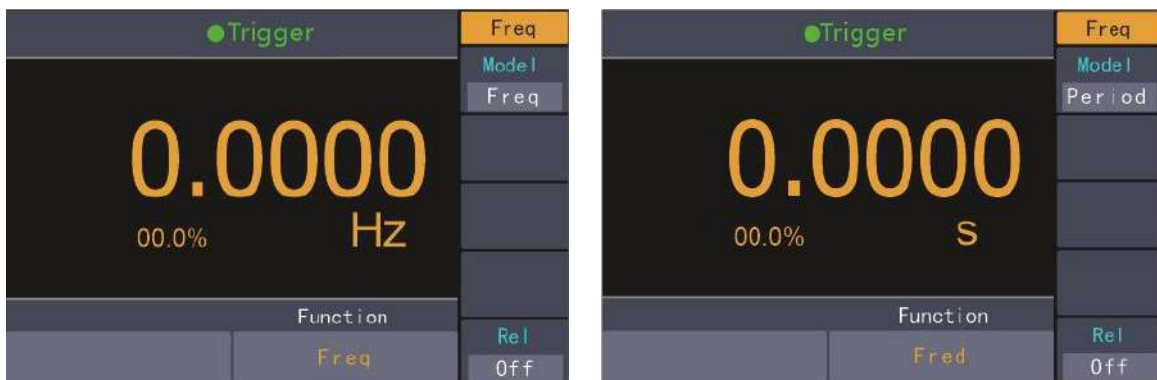 Trigger
Freq
Model
Freq
0.0000
00.0%
Hz
Function
Freq
Rel
Off
Trigger
Freq
Model
Period
0.0000
00.0%
s
Function
Fred
Rel
Off